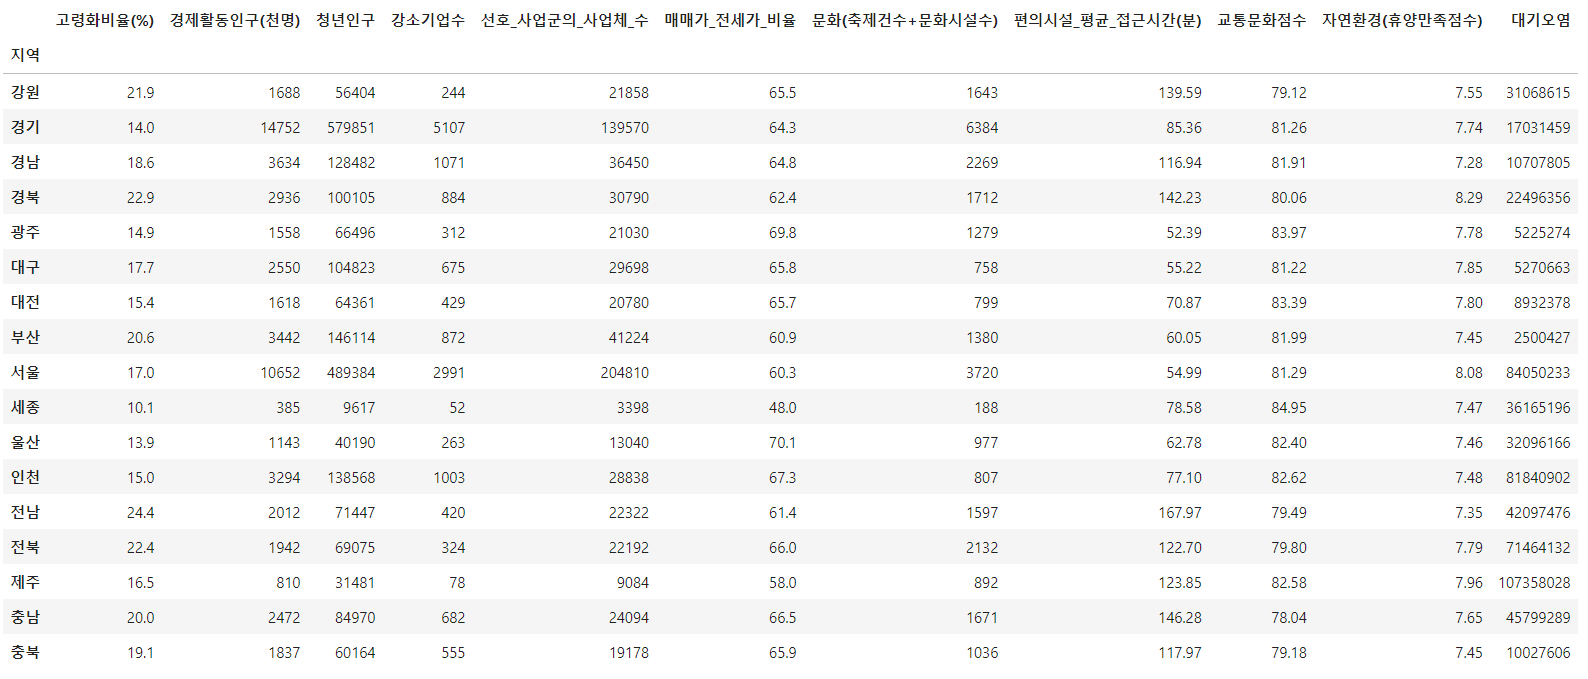 고령화비율(%) 경제활동인구(천명) 청년인구 강소기업수 선호_사업군의_사업체_수 매매가_전세가_비율 문화(축제건수+문화시설수) 편의시설_평균_접근시간(분) 교통문화점수 자연환경(휴양만족점수) 대기오염
지역
강원 21.9 1688 56404 244 21858 65.5 1643 139.59 79.12 7.55 31068615
경기 14.0 14752 579851 5107 139570 64.3 6384 85.36 81.26 7.74 17031459
경남 18.6 3634 128482 1071 36450 64.8 2269 116.94 81.91 7.28 10707805
경북 22.9 2936 100105 884 30790 62.4 1712 142.23 80.06 8.29 22496356
광주 14.9 1558 66496 312 21030 69.8 1279 52.39 83.97 7.78 5225274
대구 17.7 2550 104823 675 29698 65.8 758 55.22 81.22 7.85 5270663
대전 15.4 1618 64361 429 20780 65.7 799 70.87 83.39 7.80 8932378
부산 20.6 3442 146114 872 41224 60.9 1380 60.05 81.99 7.45 2500427
서울 17.0 10652 489384 2991 204810 60.3 3720 54.99 81.29 8.08 84050233
세종 10.1 385 9617 52 3398 48.0 188 78.58 84.95 7.47 36165196
울산 13.9 1143 40190 263 13040 70.1 977 62.78 82.40 7.46 32096166
인천 15.0 3294 138568 1003 28838 67.3 807 77.10 82.62 7.48 81840902
전남 24.4 2012 71447 420 22322 61.4 1597 167.97 79.49 7.35 42097476
전북 22.4 1942 69075 324 22192 66.0 2132 122.70 79.80 7.79 71464132
제주 16.5 810 31481 78 9084 58.0 892 123.85 82.58 7.96 107358028
충남 20.0 2472 84970 682 24094 66.5 1671 146.28 78.04 7.65 45799289
충북 19.1 1837 60164 555 19178 65.9 1036 117.97 79.18 7.45 10027606